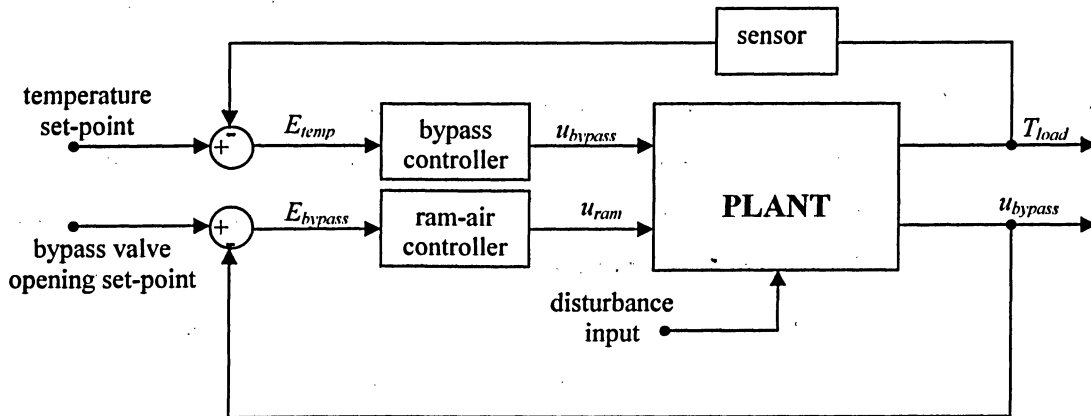 sensor
temperature
set-point
+
-
E_temp
bypass
controller
u_bypass
T_load
PLANT
+
-
E_bypass
ram-air
controller
u_ram
u_bypass
bypass valve
opening set-point
disturbance
input